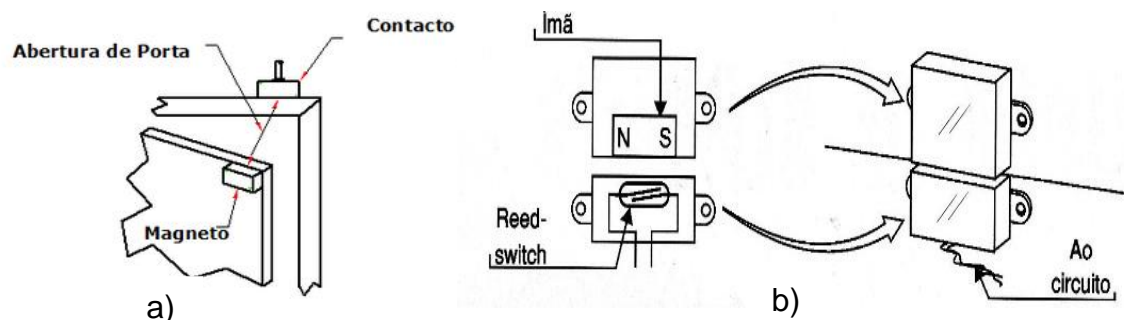 Contacto
Abertura de Porta
Magneto
a)
Ímã
N S
Reed-
switch
Ao
circuito
b)